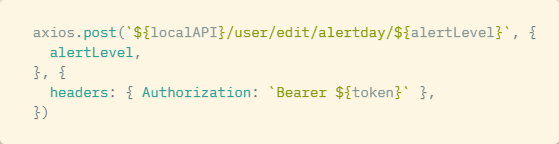 axios.post(`${localAPI}/user/edit/alertday/${alertLevel}`, {
  alertLevel,
}, {
  headers: { Authorization: `Bearer ${token}` },
})